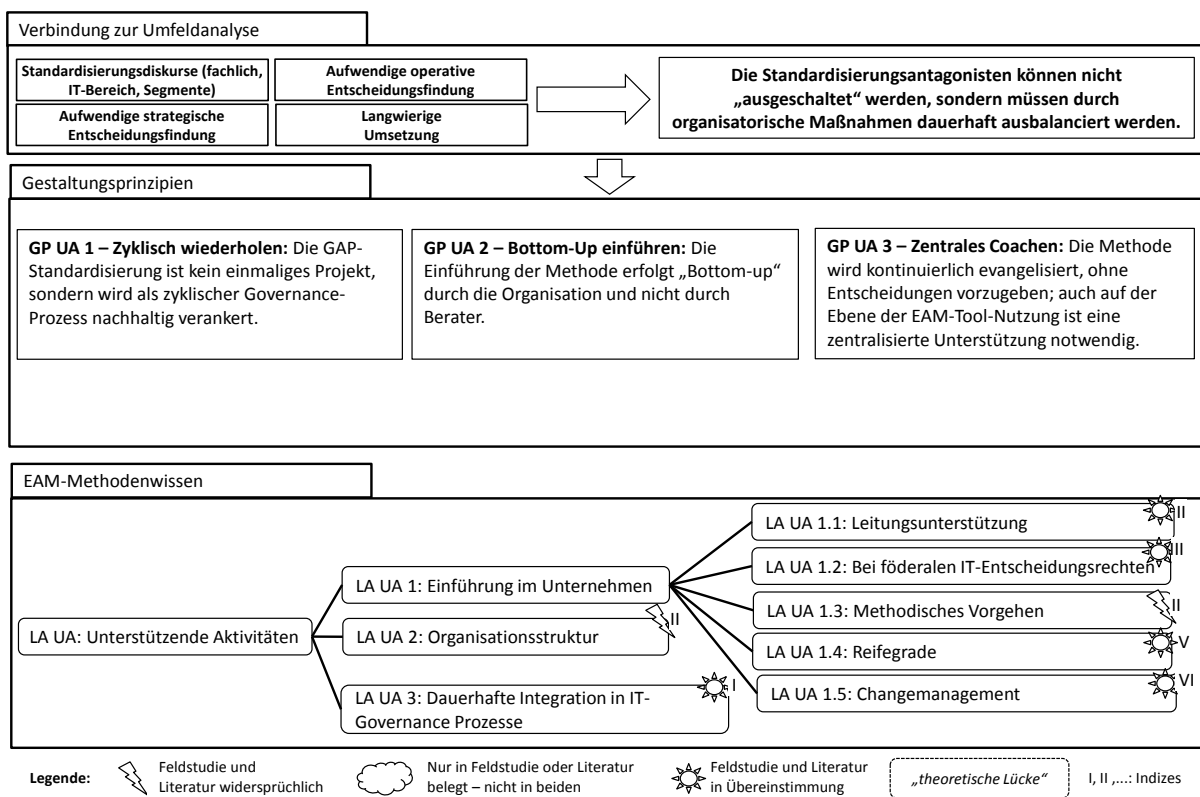 Verbindung zur Umfeldanalyse
Standardisierungsdiskurse (fachlich,
IT-Bereich, Segmente)
Aufwendige operative
Entscheidungsfindung
Aufwendige strategische
Entscheidungsfindung
Langwierige
Umsetzung
Die Standardisierungsantagonisten können nicht
„ausgeschaltet“ werden, sondern müssen durch
organisatorische Maßnahmen dauerhaft ausbalanciert werden.
Gestaltungsprinzipien
GP UA 1 – Zyklisch wiederholen: Die GAP-
Standardisierung ist kein einmaliges Projekt,
sondern wird als zyklischer Governance-
Prozess nachhaltig verankert.
GP UA 2 – Bottom-Up einführen: Die
Einführung der Methode erfolgt „Bottom-up“
durch die Organisation und nicht durch
Berater.
GP UA 3 – Zentrales Coachen: Die Methode
wird kontinuierlich evangelisiert, ohne
Entscheidungen vorzugeben; auch auf der
Ebene der EAM-Tool-Nutzung ist eine
zentralisierte Unterstützung notwendig.
EAM-Methodenwissen
LA UA: Unterstützende Aktivitäten
LA UA 1: Einführung im Unternehmen
LA UA 2: Organisationsstruktur
II
LA UA 3: Dauerhafte Integration in IT-
Governance Prozesse
I
LA UA 1.1: Leitungsunterstützung
II
LA UA 1.2: Bei föderalen IT-Entscheidungsrechten
III
LA UA 1.3: Methodisches Vorgehen
II
LA UA 1.4: Reifegrade
V
LA UA 1.5: Changemanagement
VI
Legende:
Feldstudie und
Literatur widersprüchlich
Nur in Feldstudie oder Literatur
belegt – nicht in beiden
Feldstudie und Literatur
in Übereinstimmung
„theoretische Lücke“
I, II ,...: Indizes